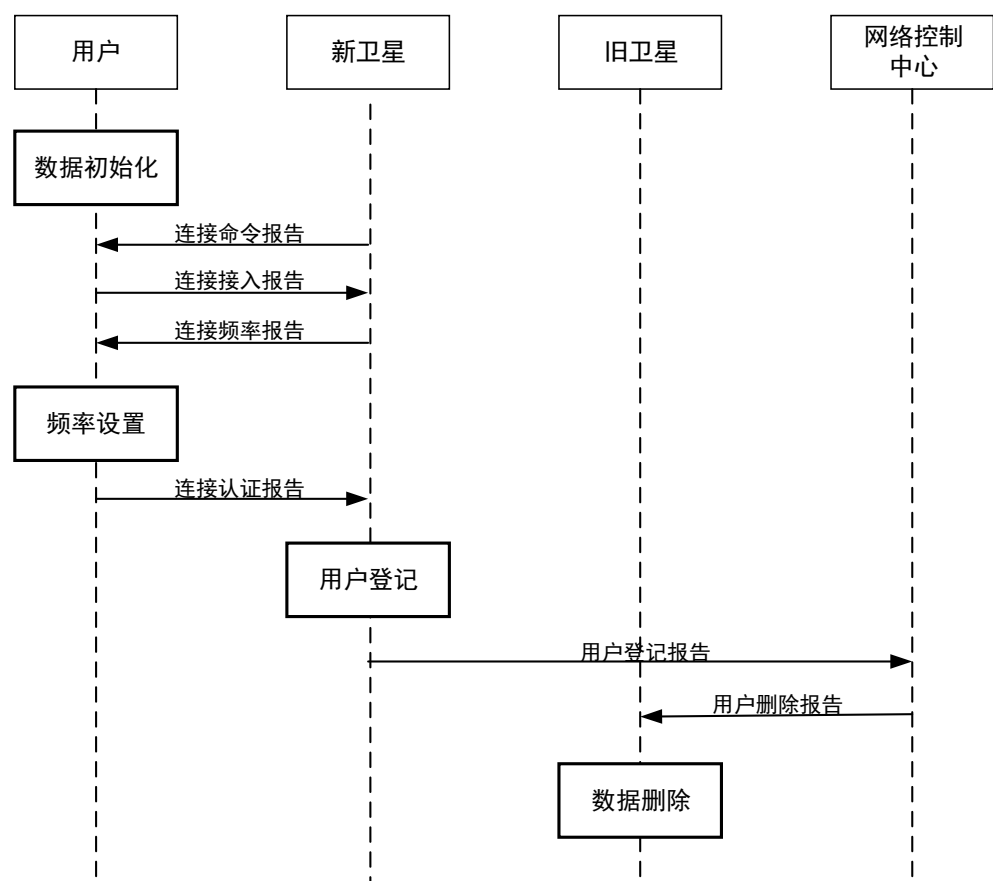 用户
新卫星
旧卫星
网络控制
中心
数据初始化
连接命令报告
连接接入报告
连接频率报告
频率设置
连接认证报告
用户登记
用户登记报告
用户删除报告
数据删除